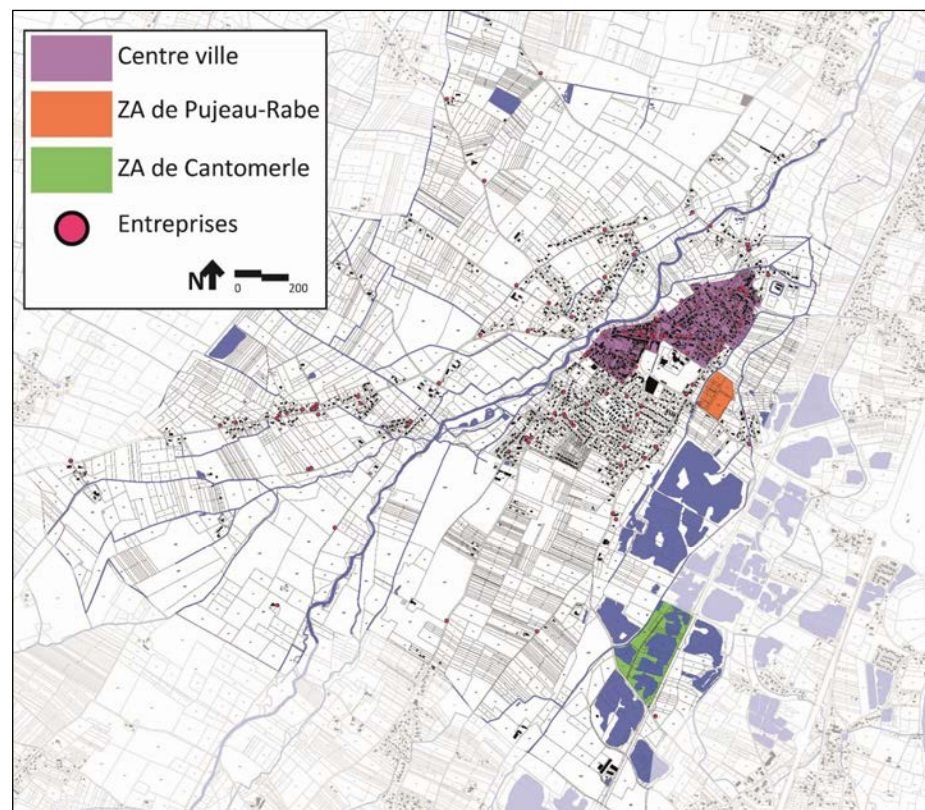 Centre ville
ZA de Pujeau-Rabe
ZA de Cantomerle
Entreprises
N
0 200